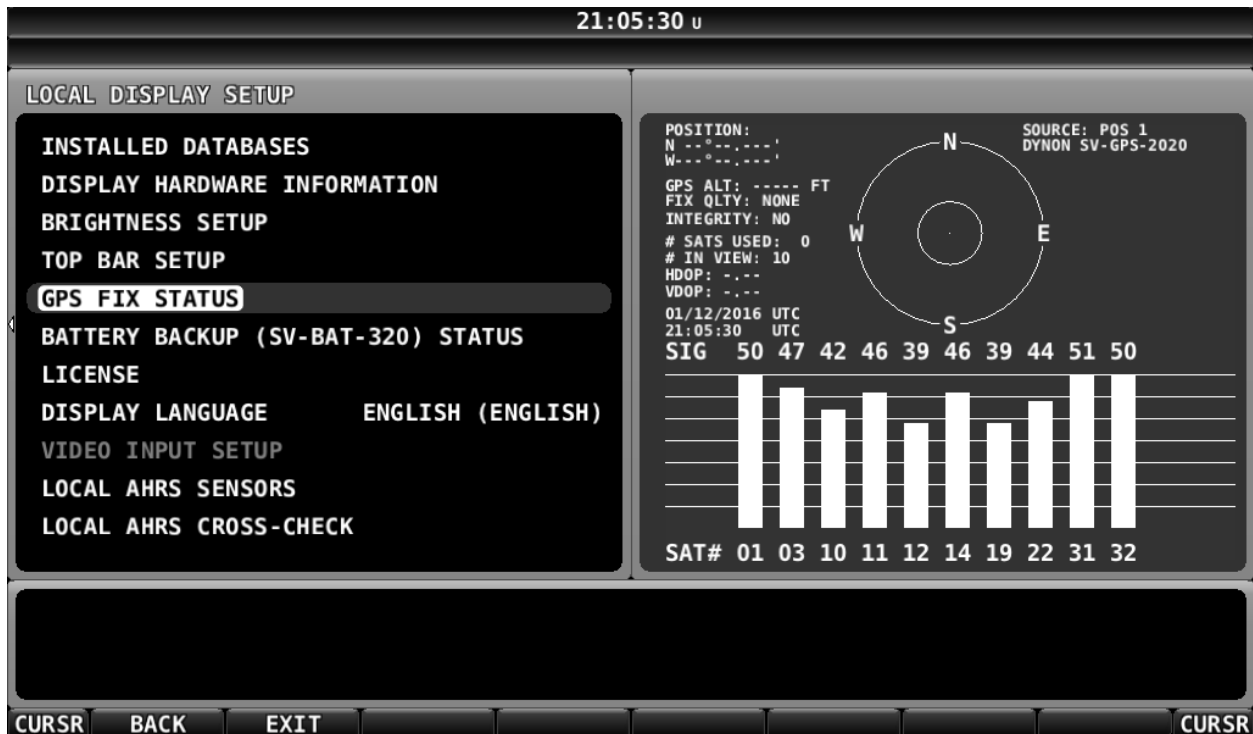 21:05:30 U
LOCAL DISPLAY SETUP
INSTALLED DATABASES
DISPLAY HARDWARE INFORMATION
BRIGHTNESS SETUP
TOP BAR SETUP
GPS FIX STATUS
BATTERY BACKUP (SV-BAT-320) STATUS
LICENSE
DISPLAY LANGUAGE ENGLISH (ENGLISH)
VIDEO INPUT SETUP
LOCAL AHRS SENSORS
LOCAL AHRS CROSS-CHECK
POSITION:
N --°--.---'
W---°--.---'
GPS ALT: ----- FT
FIX QLTY: NONE
INTEGRITY: NO
# SATS USED: 0
# IN VIEW: 10
HDOP: -.--
VDOP: -.--
01/12/2016 UTC
21:05:30 UTC
SOURCE: POS 1
DYNON SV-GPS-2020
N
W E
S
SIG 50 47 42 46 39 46 39 44 51 50
SAT# 01 03 10 11 12 14 19 22 31 32
CURSR BACK EXIT CURSR